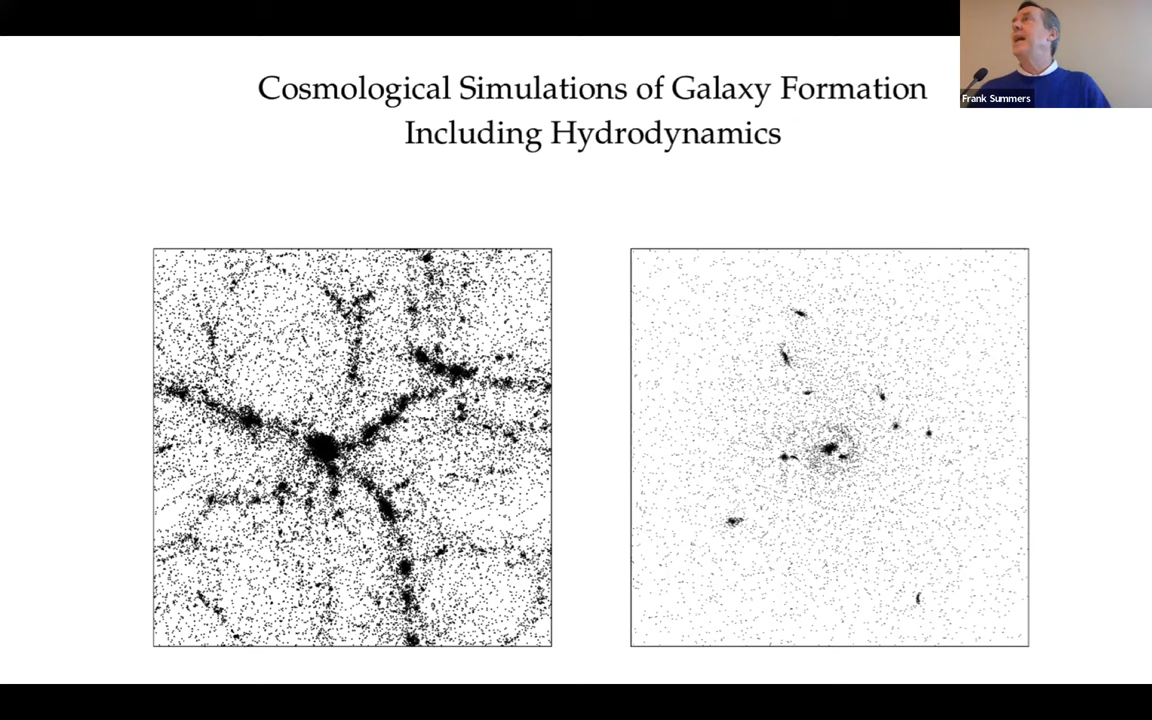 Cosmological Simulations of Galaxy Formation
Including Hydrodynamics
Frank Summers